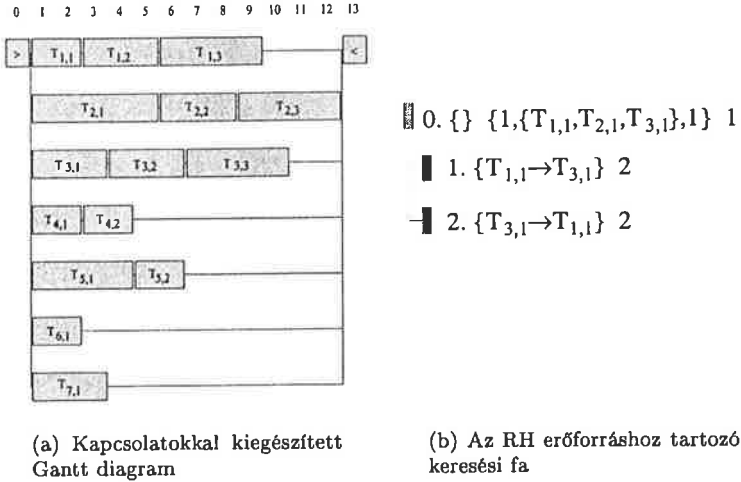 0 1 2 3 4 5 6 7 8 9 10 11 12 13
> T1,1 T1,2 T1,3 <
T2,1 T2,2 T2,3
T3,1 T3,2 T3,3
T4,1 T4,2
T5,1 T5,2
T6,1
T7,1
0. {} {1,{T1,1,T2,1,T3,1},1} 1
1. {T1,1→T3,1} 2
2. {T3,1→T1,1} 2
(a) Kapcsolatokkal kiegészített
Gantt diagram
(b) Az RH erőforráshoz tartozó
keresési fa